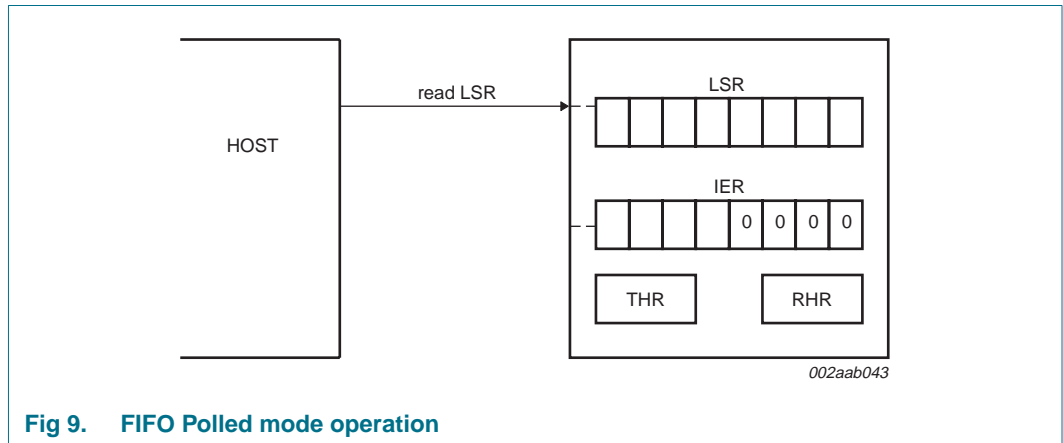 read LSR
LSR
HOST
IER
0 0 0 0
THR RHR
002aab043
Fig 9. FIFO Polled mode operation